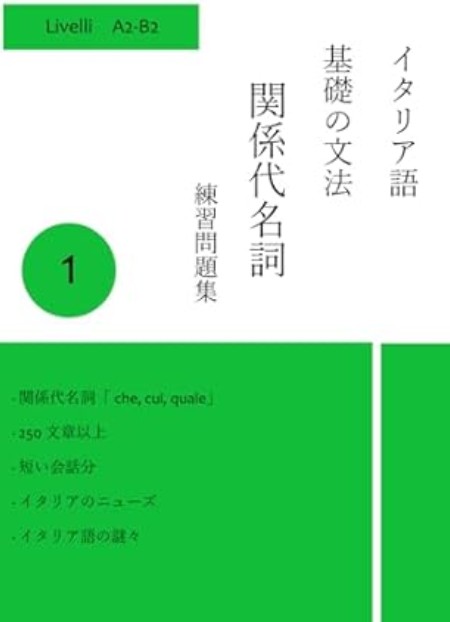 Livelli A2-B2
イタリア語
基礎の文法
関係代名詞
練習問題集
1
・関係代名詞「 che, cui, quale」
・250 文章以上
・短い会話分
・イタリアのニューズ
・イタリア語の謎々